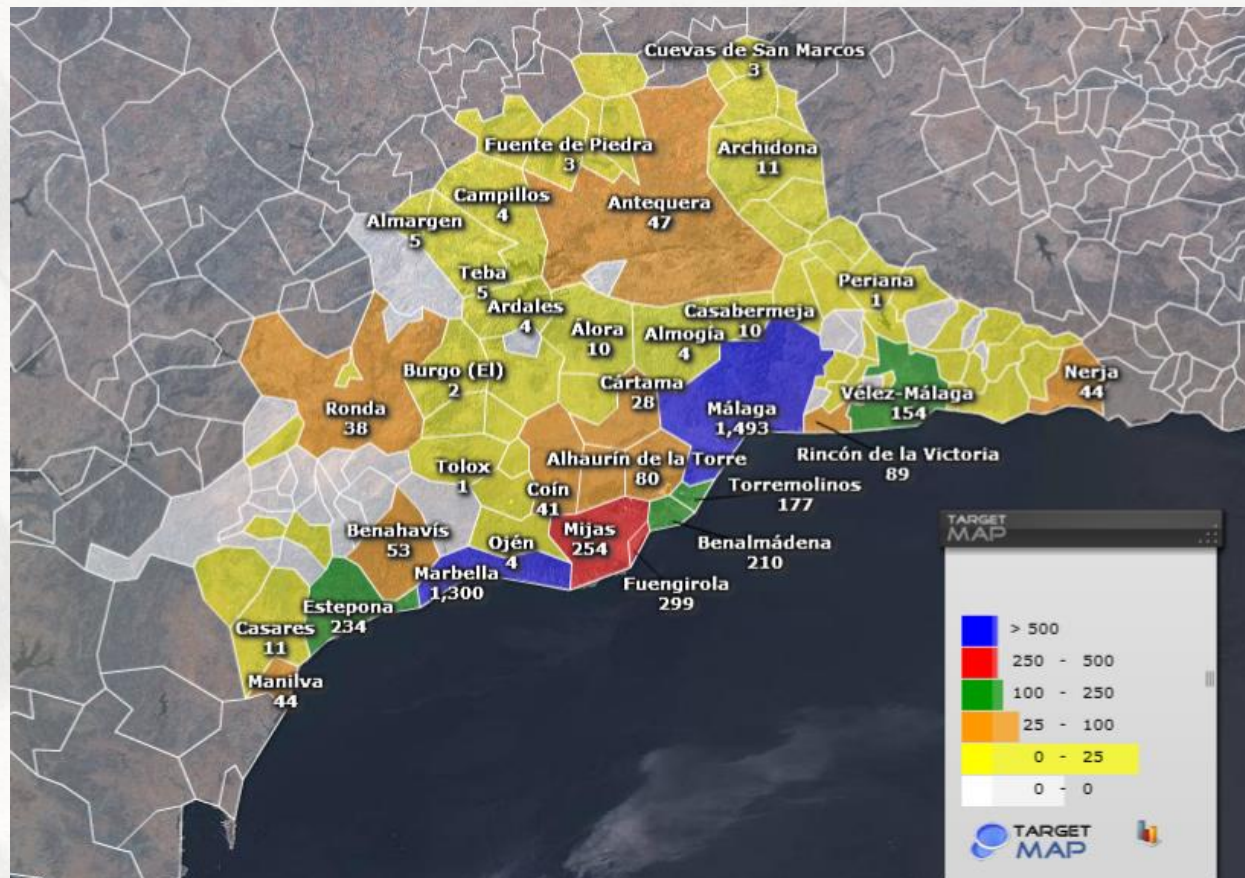 Cuevas de San Marcos
3
Fuente de Piedra
3
Archidona
11
Campillos
4
Antequera
47
Almargen
5
Teba
5
Periana
1
Ardales
4
Casabermeja
10
Álora
10
Almogía
4
Burgo (El)
2
Cártama
28
Nerja
44
Vélez-Málaga
154
Ronda
38
Málaga
1,493
Rincón de la Victoria
89
Alhaurín de la Torre
80
Tolox
1
Coín
41
Torremolinos
177
Benahavís
53
Ojén
4
Mijas
254
Benalmádena
210
Marbella
1,300
Fuengirola
299
Estepona
234
Casares
11
Manilva
44
TARGET
MAP
> 500
250 - 500
100 - 250
25 - 100
0 - 25
0 - 0
TARGET
MAP